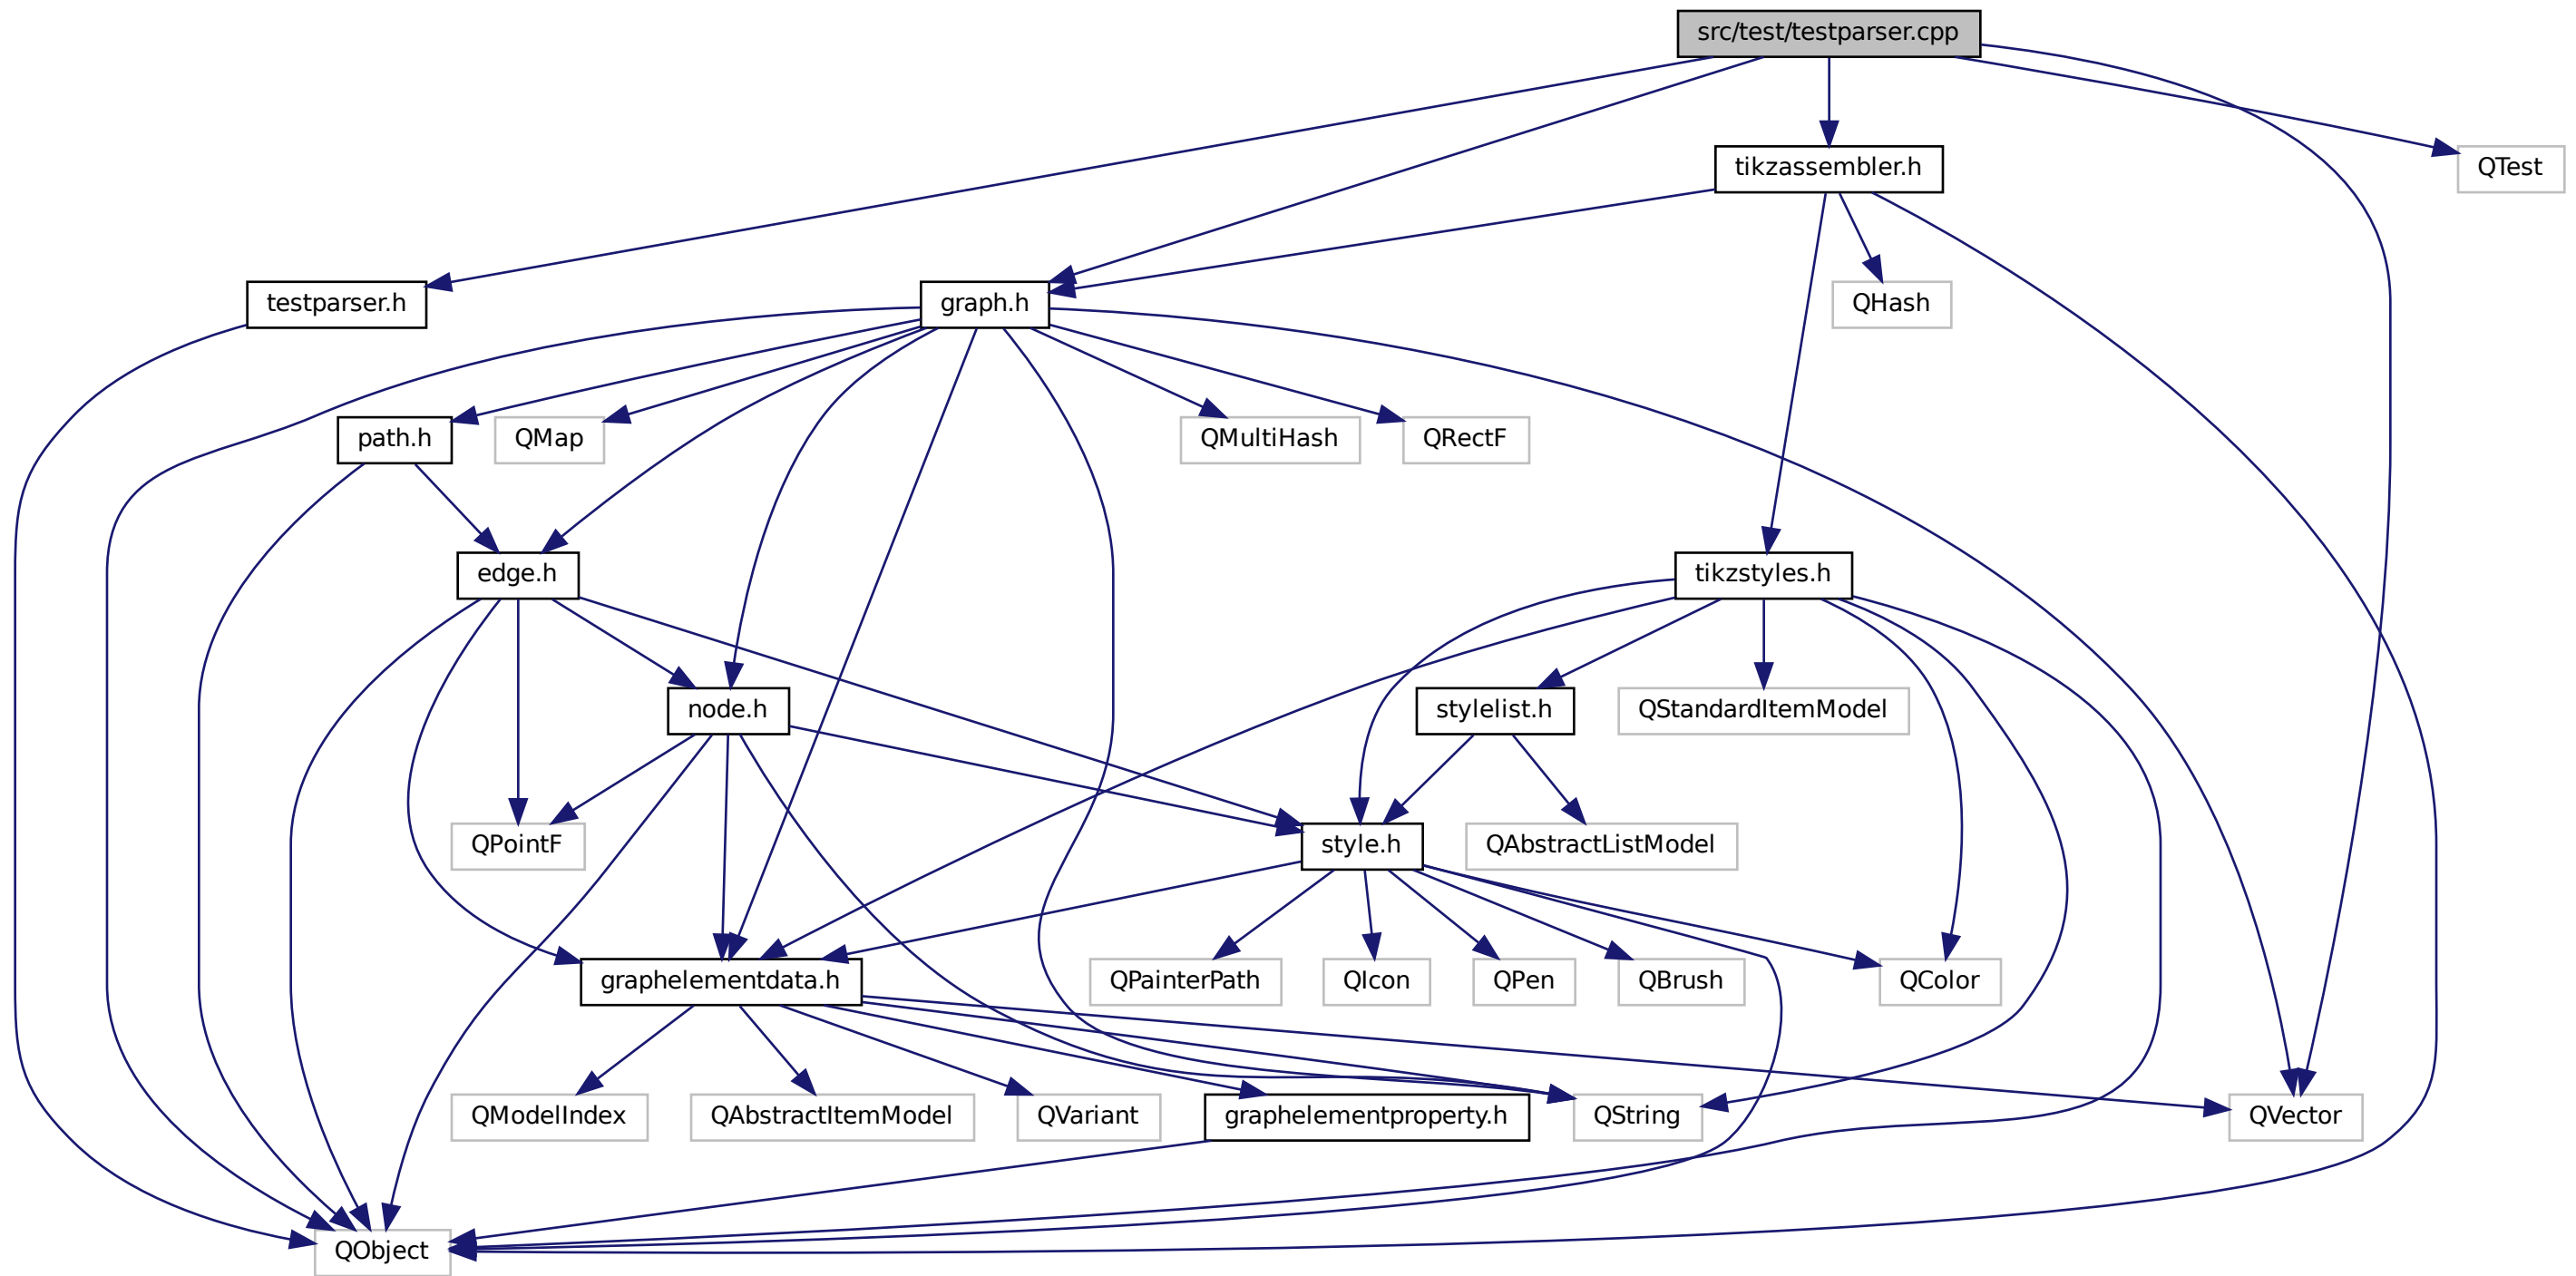 src/test/testparser.cpp
tikzassembler.h
QTest
testparser.h
graph.h
QHash
path.h
QMap
QMultiHash
QRectF
edge.h
tikzstyles.h
node.h
stylelist.h
QStandardItemModel
QPointF
style.h
QAbstractListModel
graphelementdata.h
QPainterPath
QIcon
QPen
QBrush
QColor
QModelIndex
QAbstractItemModel
QVariant
graphelementproperty.h
QString
QVector
QObject